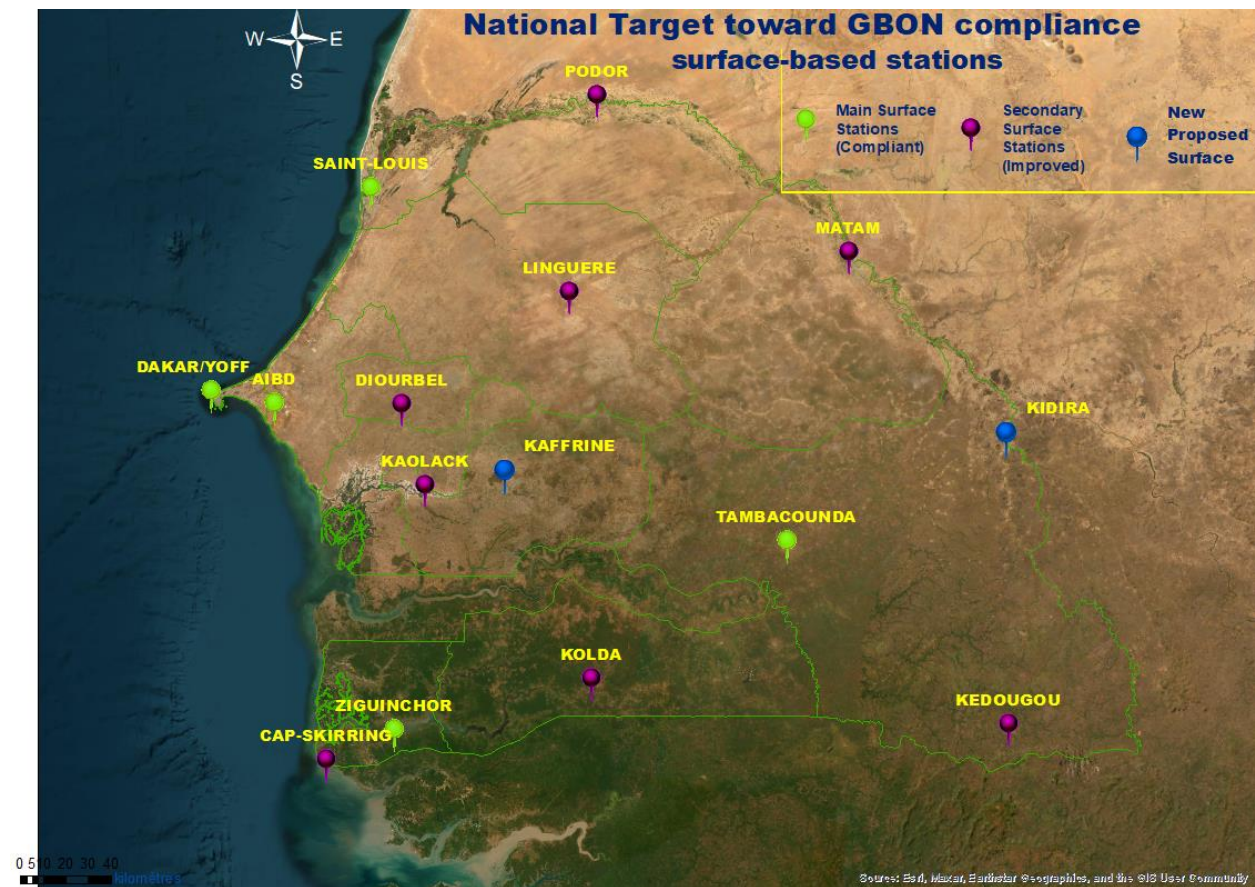 National Target toward GBON compliance
surface-based stations
W E
S
Main Surface
Stations
(Compliant)
Secondary
Surface
Stations
(Improved)
New
Proposed
Surface
PODOR
SAINT-LOUIS
MATAM
LINGUERE
DAKAR/YOFF
AIBD
DIOURBEL
KIDIRA
KAOLACK
KAFFRINE
TAMBACOUNDA
KOLDA
KEDOUGOU
ZIGUINCHOR
CAP-SKIRRING
0 5 10 20 30 40
kilomètres
Source: Esri, Maxar, Earthstar Geographics, and the GIS User Community